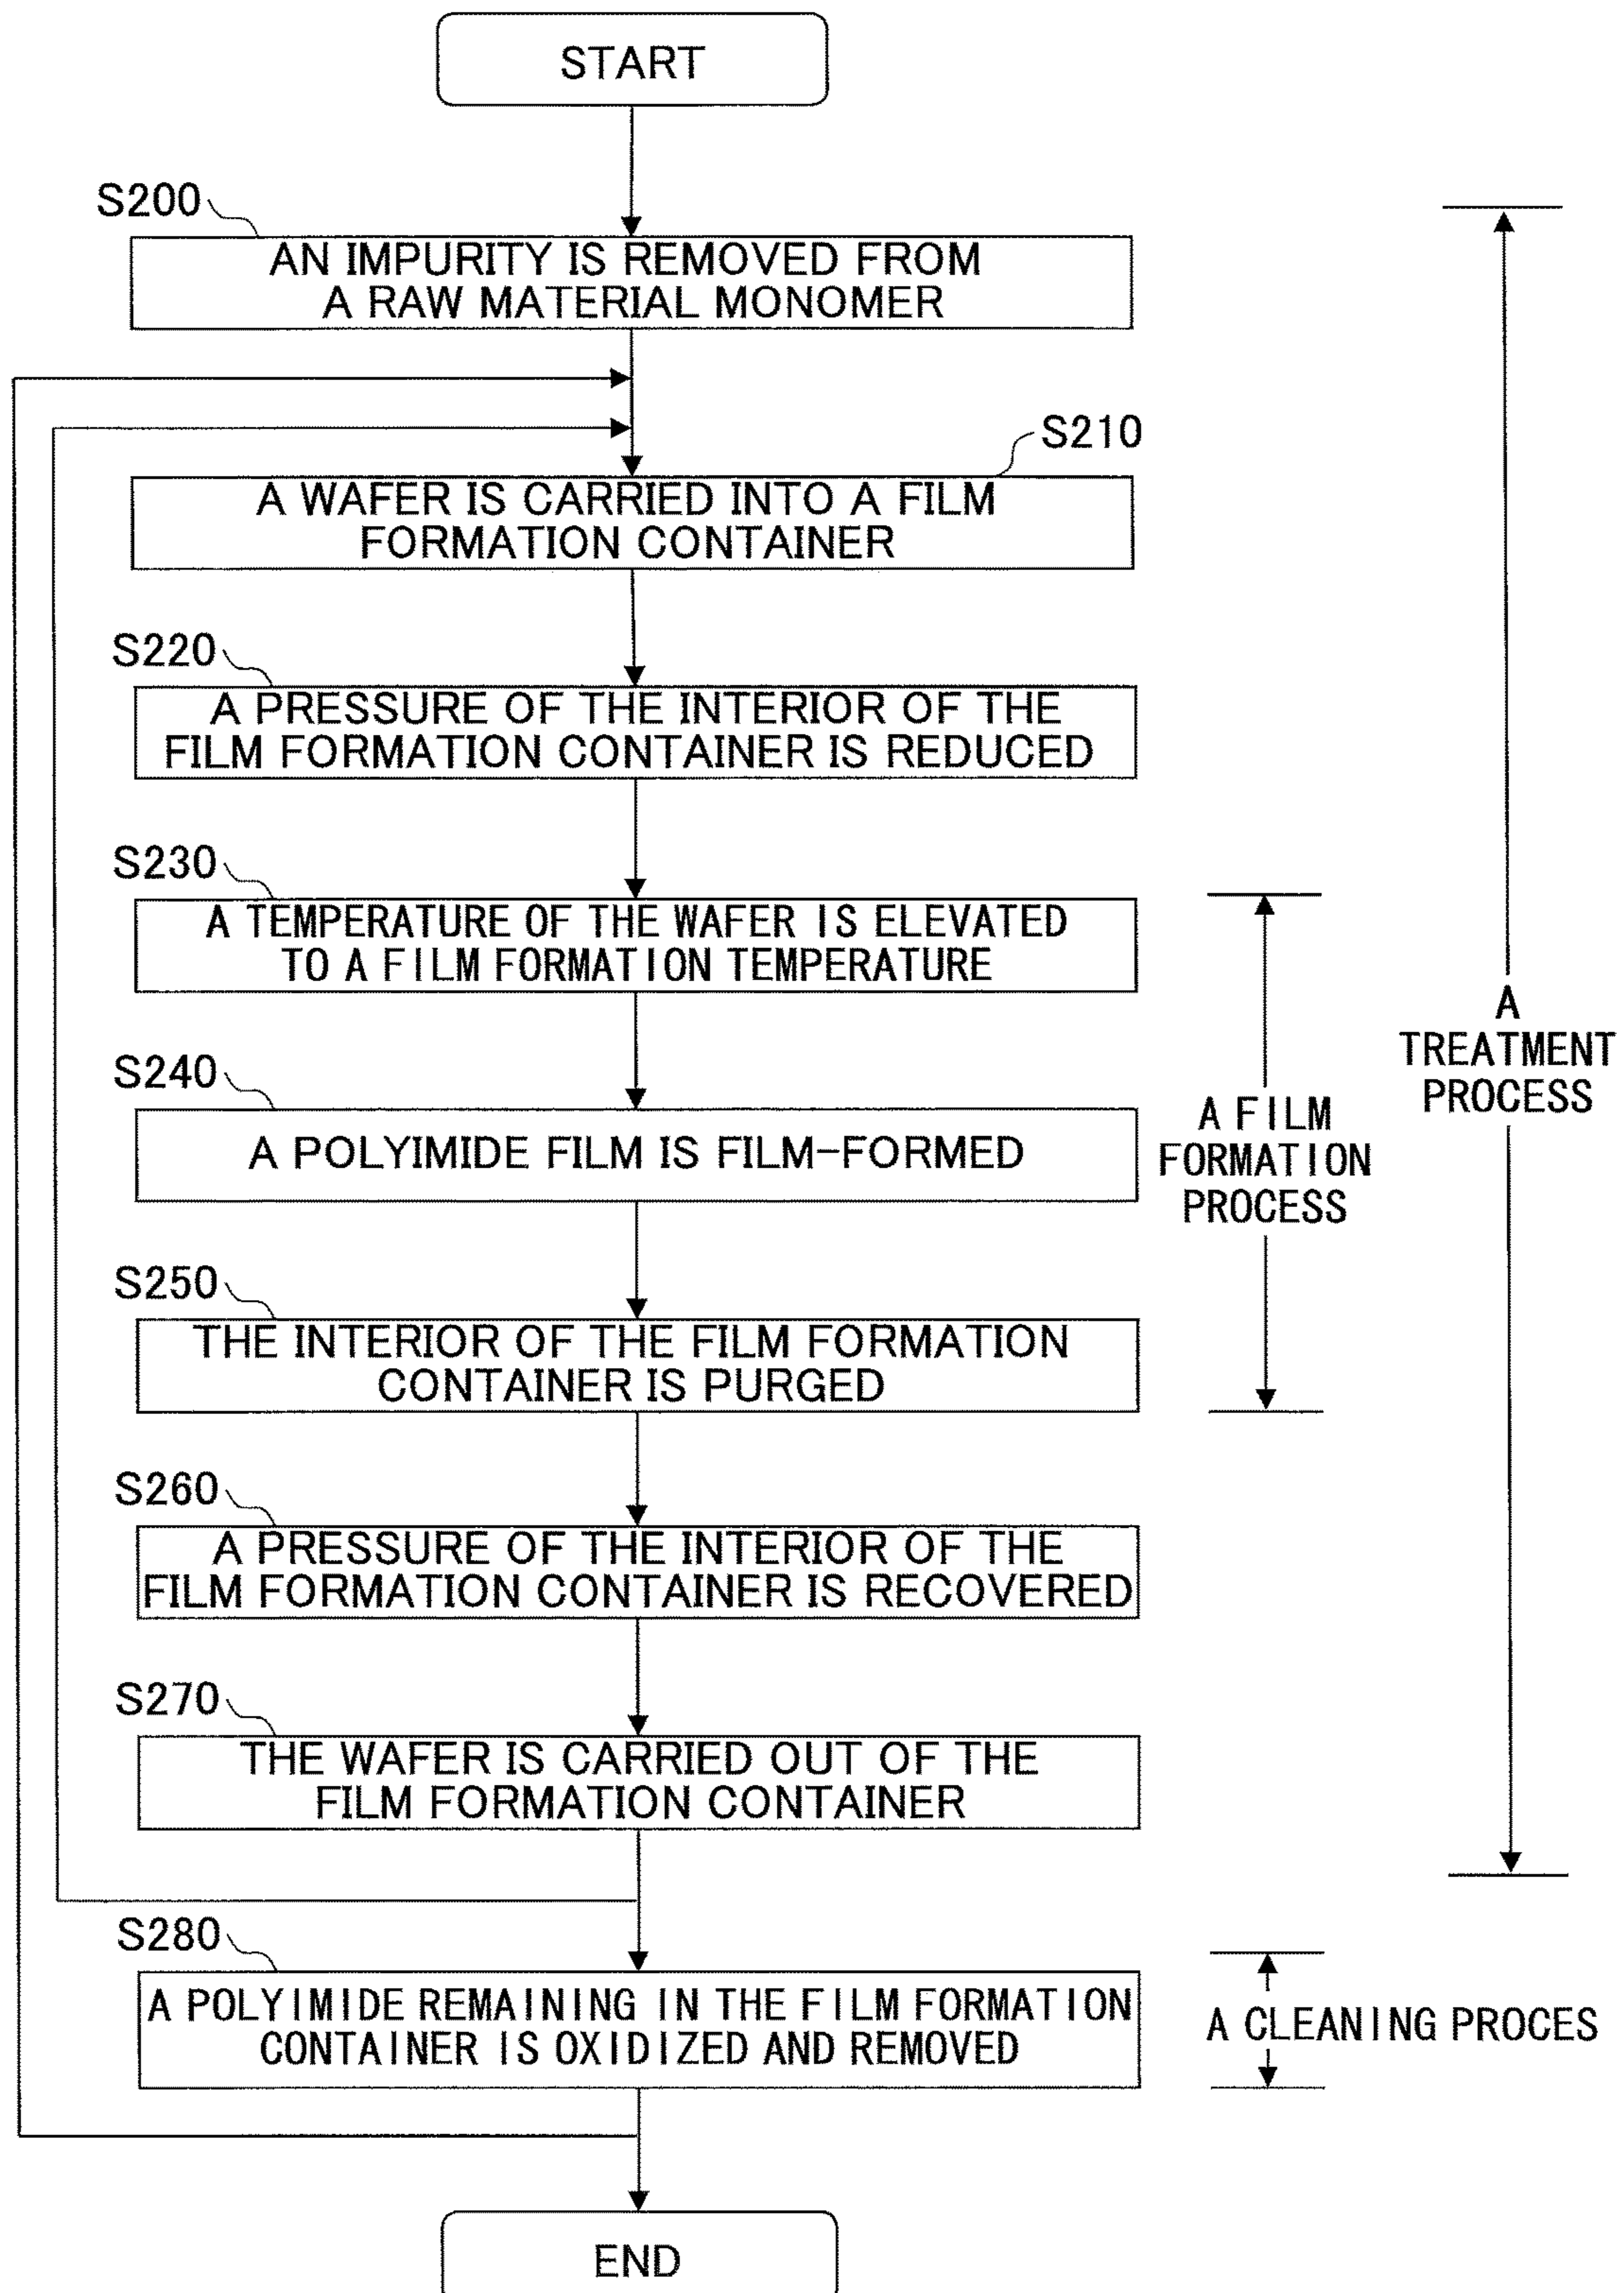 START
S200
AN IMPURITY IS REMOVED FROM
A RAW MATERIAL MONOMER
S210
A WAFER IS CARRIED INTO A FILM
FORMATION CONTAINER
S220
A PRESSURE OF THE INTERIOR OF THE
FILM FORMATION CONTAINER IS REDUCED
S230
A TEMPERATURE OF THE WAFER IS ELEVATED
TO A FILM FORMATION TEMPERATURE
S240
A POLYIMIDE FILM IS FILM-FORMED
S250
THE INTERIOR OF THE FILM FORMATION
CONTAINER IS PURGED
A FILM
FORMATION
PROCESS
A
TREATMENT
PROCESS
S260
A PRESSURE OF THE INTERIOR OF THE
FILM FORMATION CONTAINER IS RECOVERED
S270
THE WAFER IS CARRIED OUT OF THE
FILM FORMATION CONTAINER
S280
A POLYIMIDE REMAINING IN THE FILM FORMATION
CONTAINER IS OXIDIZED AND REMOVED
A CLEANING PROCES
END